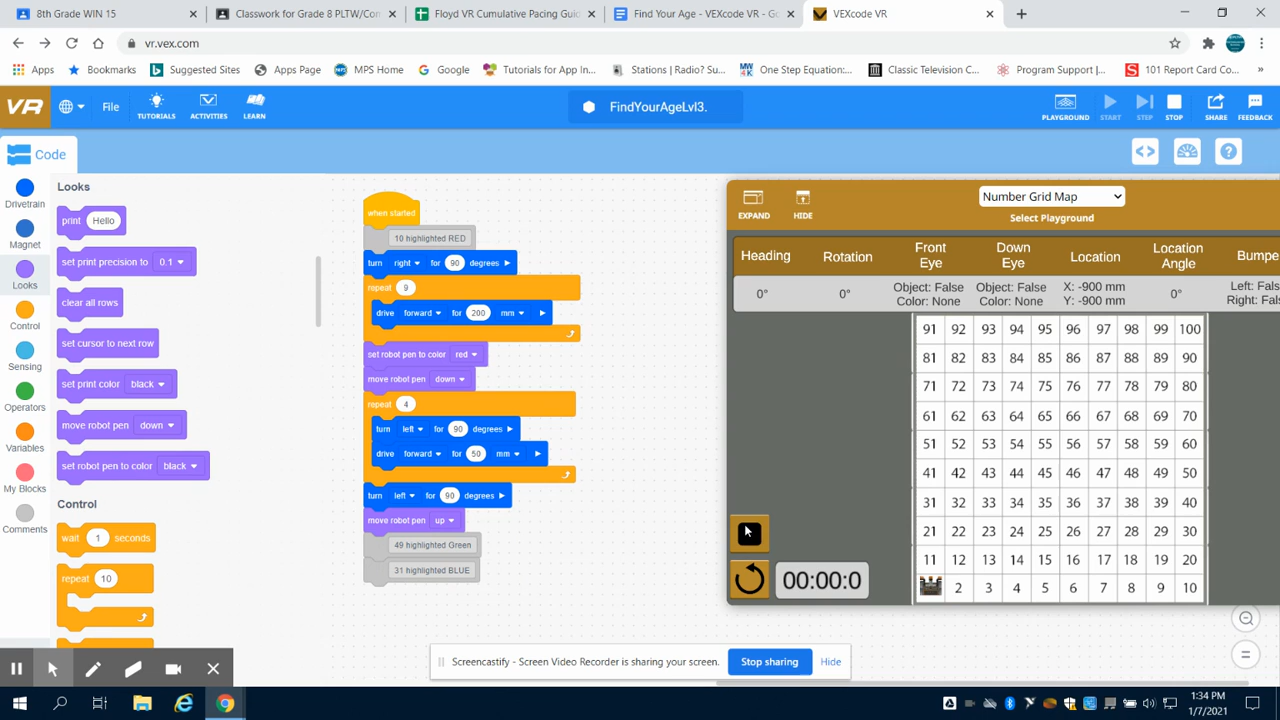 8th Grade WIN 15
Classwork for Grade 8 PLTW/Con
Floyd VR Cumulative Pacing Guid
Find Your Age - VEXcode VR - Go
VEXcode VR
vr.vex.com
Apps
Bookmarks
Suggested Sites
Apps Page
MPS Home
Google
Tutorials for App In...
Stations | Radio? Su...
One Step Equation:...
Classic Television C...
Program Support |...
101 Report Card Co...
VR
File
TUTORIALS
ACTIVITIES
LEARN
FindYourAgeLvl3.
PLAYGROUND
START
STEP
STOP
SHARE
FEEDBACK
Code
Drivetrain
Magnet
Looks
Control
Sensing
Operators
Variables
My Blocks
Comments
Looks
print Hello
set print precision to 0.1
clear all rows
set cursor to next row
set print color black
move robot pen down
set robot pen to color black
Control
wait 1 seconds
repeat 10
when started
10 highlighted RED
turn right for 90 degrees
repeat 9
drive forward for 200 mm
set robot pen to color red
move robot pen down
repeat 4
turn left for 90 degrees
drive forward for 50 mm
turn left for 90 degrees
move robot pen up
49 highlighted Green
31 highlighted BLUE
EXPAND
HIDE
Number Grid Map
Select Playground
Heading
Rotation
Front Eye
Down Eye
Location
Location Angle
Bumpe
0°
0°
Object: False
Color: None
Object: False
Color: None
X: -900 mm
Y: -900 mm
0°
Left: Fals
Right: Fals
91 92 93 94 95 96 97 98 99 100
81 82 83 84 85 86 87 88 89 90
71 72 73 74 75 76 77 78 79 80
61 62 63 64 65 66 67 68 69 70
51 52 53 54 55 56 57 58 59 60
41 42 43 44 45 46 47 48 49 50
31 32 33 34 35 36 37 38 39 40
21 22 23 24 25 26 27 28 29 30
11 12 13 14 15 16 17 18 19 20
2 3 4 5 6 7 8 9 10
00:00:0
Screencastify - Screen Video Recorder is sharing your screen.
Stop sharing
Hide
1:34 PM
1/7/2021